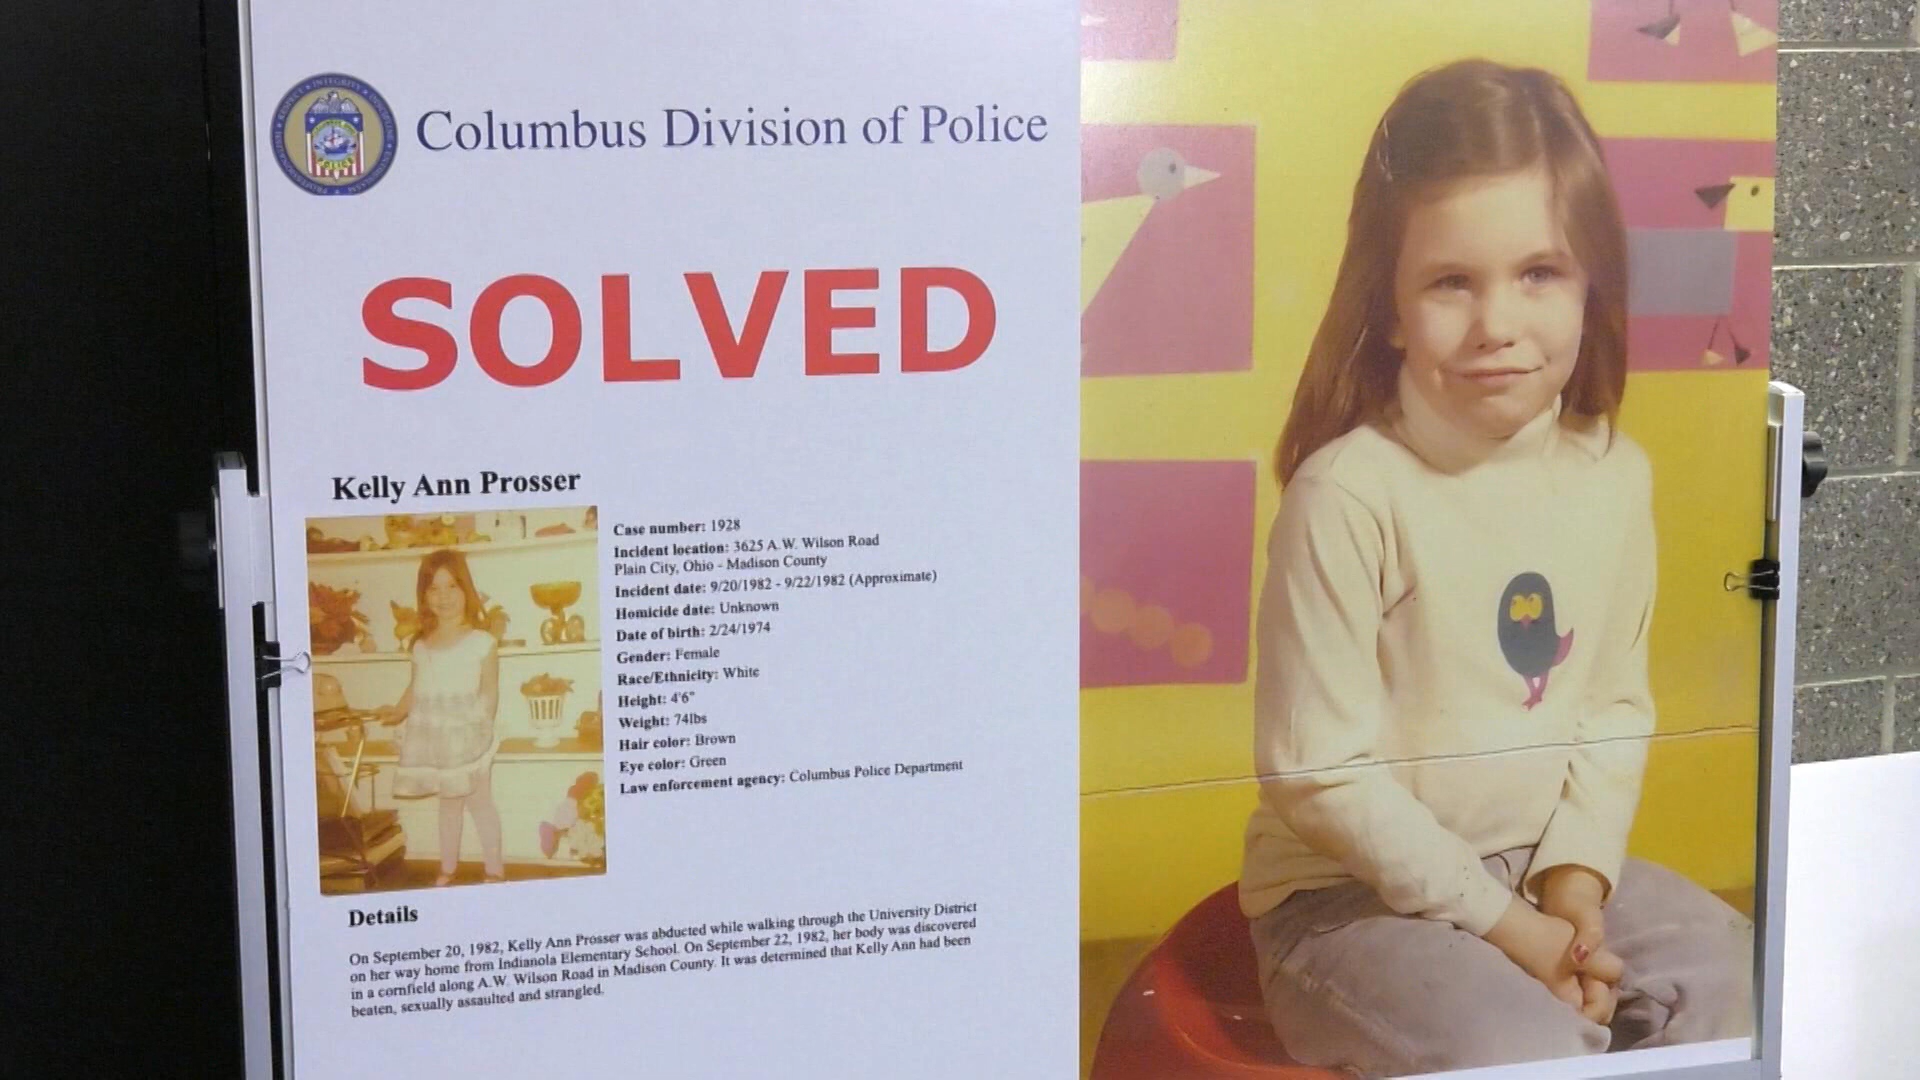 Columbus Division of Police
SOLVED
Kelly Ann Prosser
Case number: 1928
Incident location: 3625 A.W. Wilson Road
Plain City, Ohio - Madison County
Incident date: 9/20/1982 - 9/22/1982 (Approximate)
Homicide date: Unknown
Date of birth: 2/24/1974
Gender: Female
Race/Ethnicity: White
Height: 4'6"
Weight: 74lbs
Hair color: Brown
Eye color: Green
Law enforcement agency: Columbus Police Department
Details
On September 20, 1982, Kelly Ann Prosser was abducted while walking through the University District
on her way home from Indianola Elementary School. On September 22, 1982, her body was discovered
in a cornfield along A.W. Wilson Road in Madison County. It was determined that Kelly Ann had been
beaten, sexually assaulted and strangled.